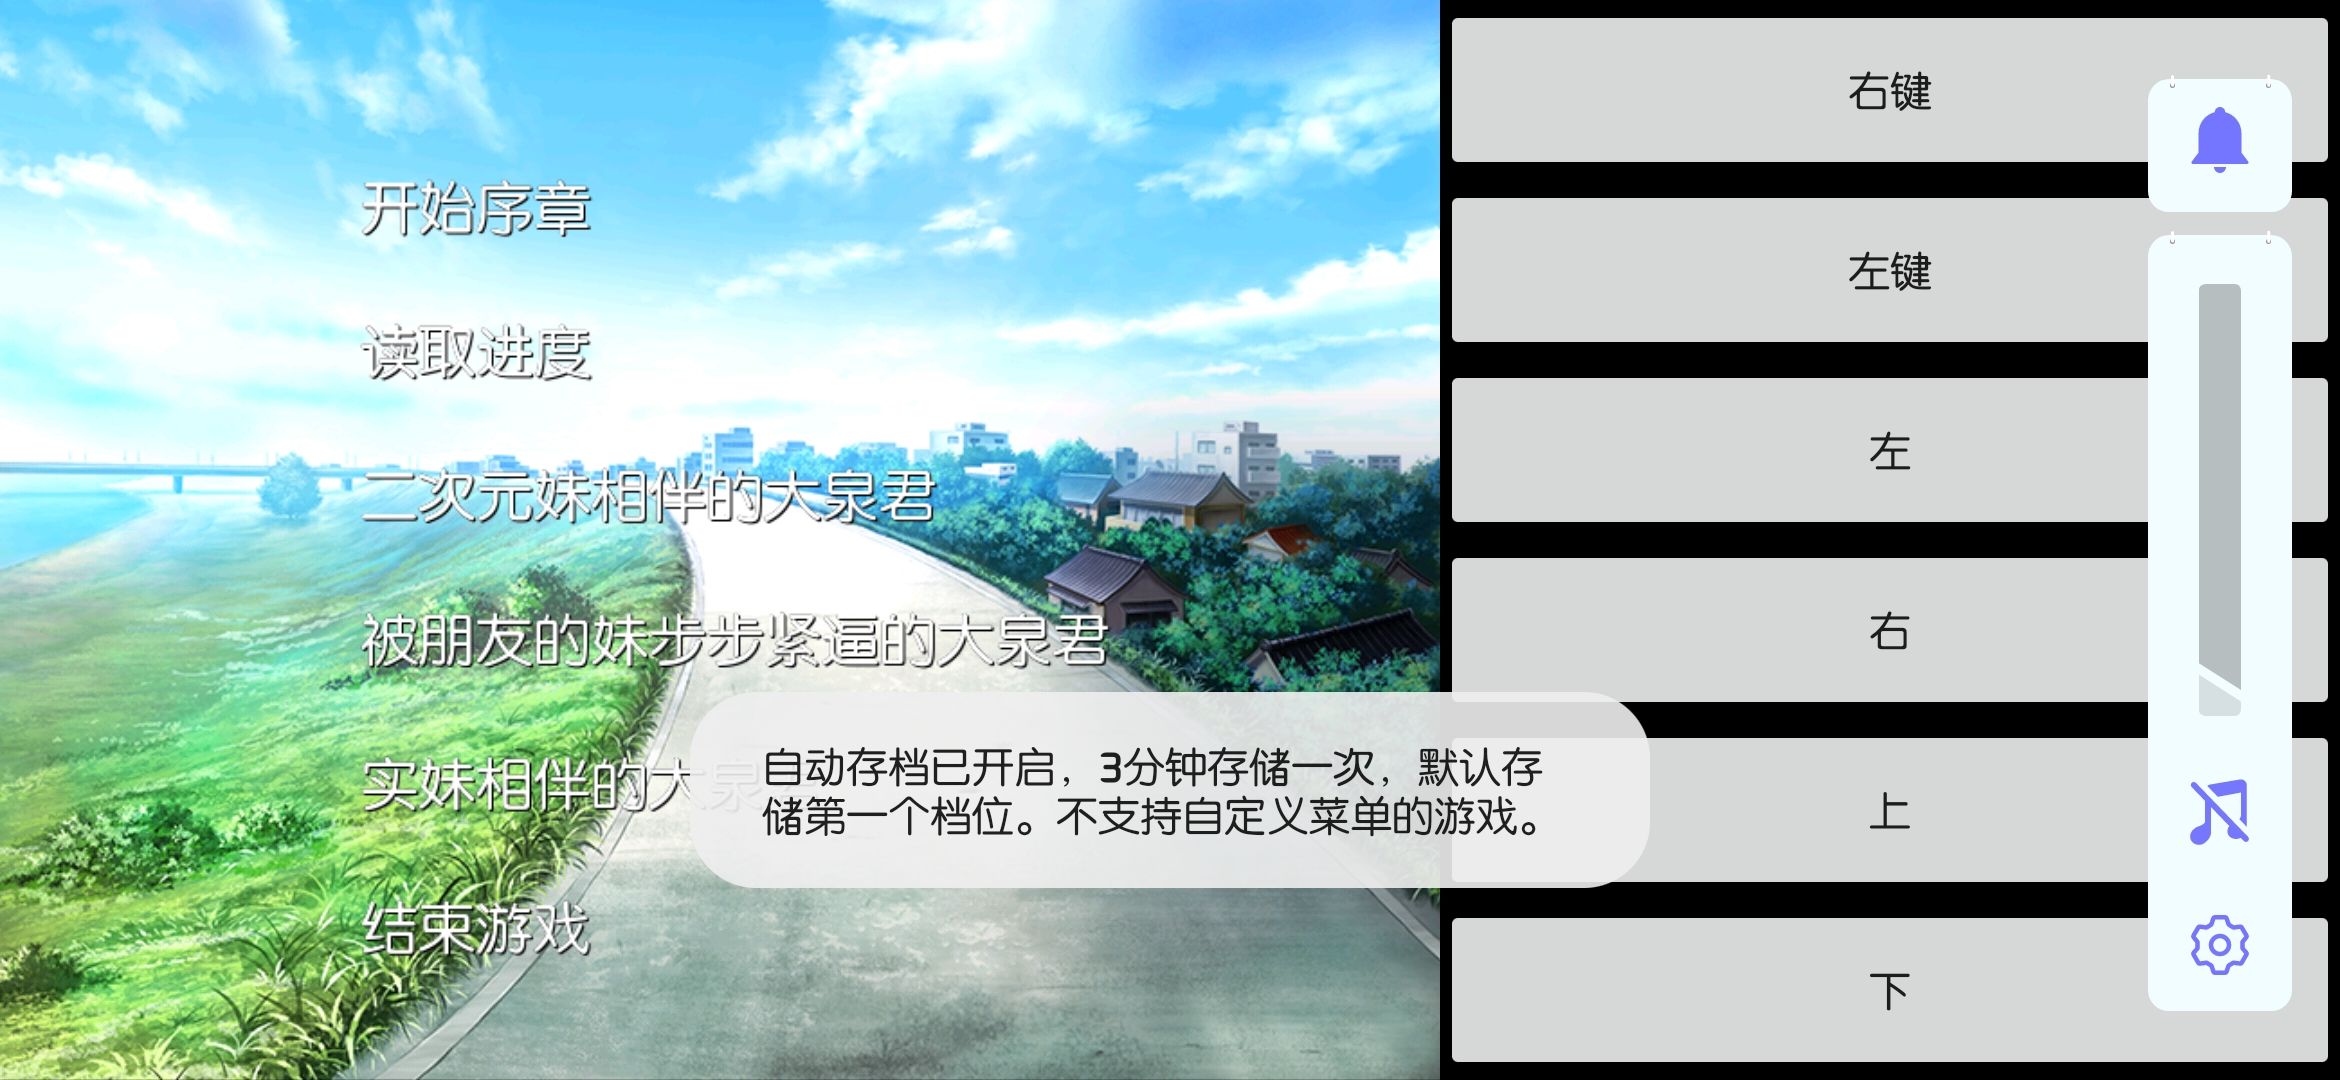 开始序章
读取进度
二次元妹相伴的大泉君
被朋友的妹步步紧逼的大泉君
实妹相伴的大泉君
结束游戏
自动存档已开启，3分钟存储一次，默认存
储第一个档位。不支持自定义菜单的游戏。
右键
左键
左
右
上
下